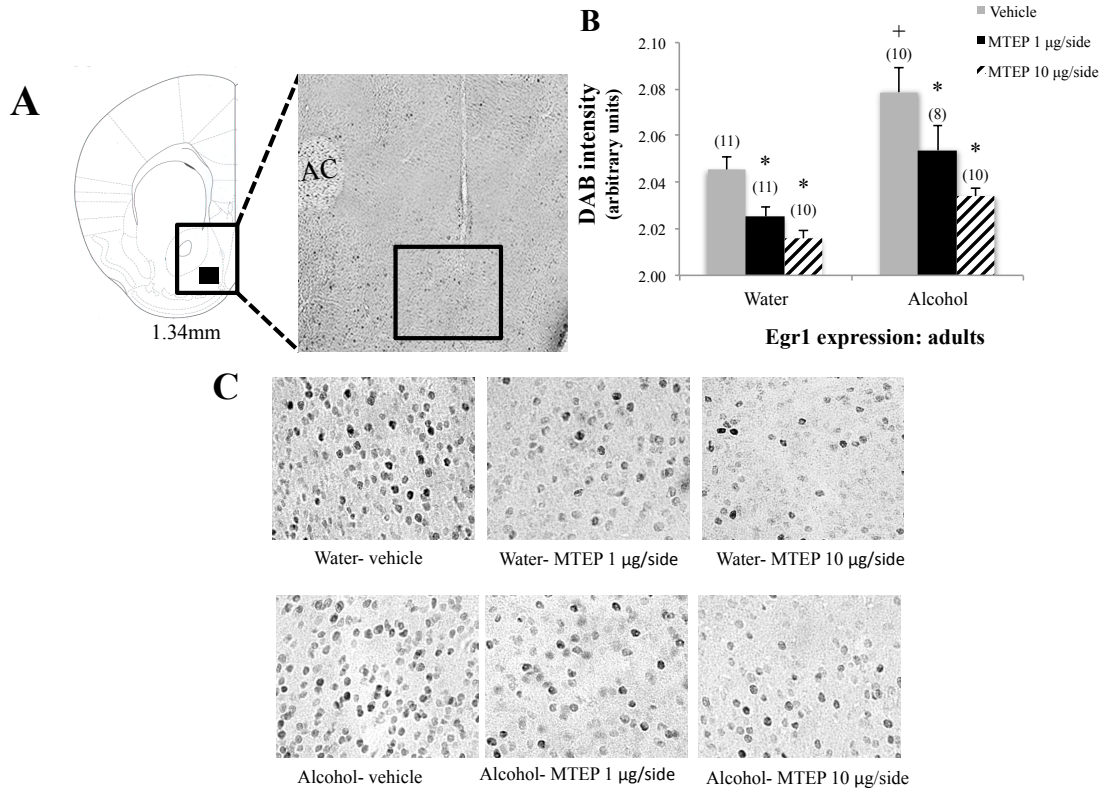 A
AC
1.34mm
B
Vehicle
MTEP 1 μg/side
MTEP 10 μg/side
DAB intensity
(arbitrary units)
2.10
2.08
2.06
2.04
2.02
2.00
(11)
*
(11)
*
(10)
+
(10)
*
(8)
*
(10)
Water
Alcohol
Egr1 expression: adults
C
Water- vehicle
Water- MTEP 1 μg/side
Water- MTEP 10 μg/side
Alcohol- vehicle
Alcohol- MTEP 1 μg/side
Alcohol- MTEP 10 μg/side